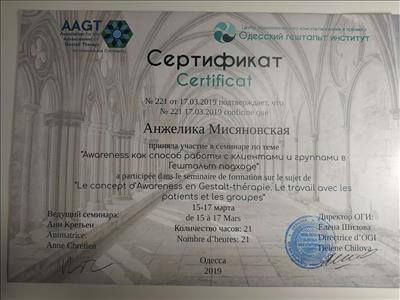 AAGT
Association for the
Advancement of
Gestalt Therapy
an International Community
Одесский гештальт институт
Сертификат
Certificat
№ 221 от 17.03.2019 подтверждает, что
№ 221 17.03.2019 confirme que
Анжелика Мисяновская
приняла участие в семинаре по теме
"Awareness как способ работы с клиентами и группами в
Гештальт подходе"
a participée dans le séminaire de formation sur le sujet de
"Le concept d'Awareness en Gestalt-thérapie. Le travail avec les
patients et les groupes"
15-17 марта
de 15 à 17 Mars
Количество часов: 21
Nombre d'heures: 21
Ведущий семинара:
Анн Кретьен
Animatrice:
Anne Chrétien
Директор ОГИ:
Елена Шилова
Directrice d'OGI
Hélène Chilova
Одесса
2019